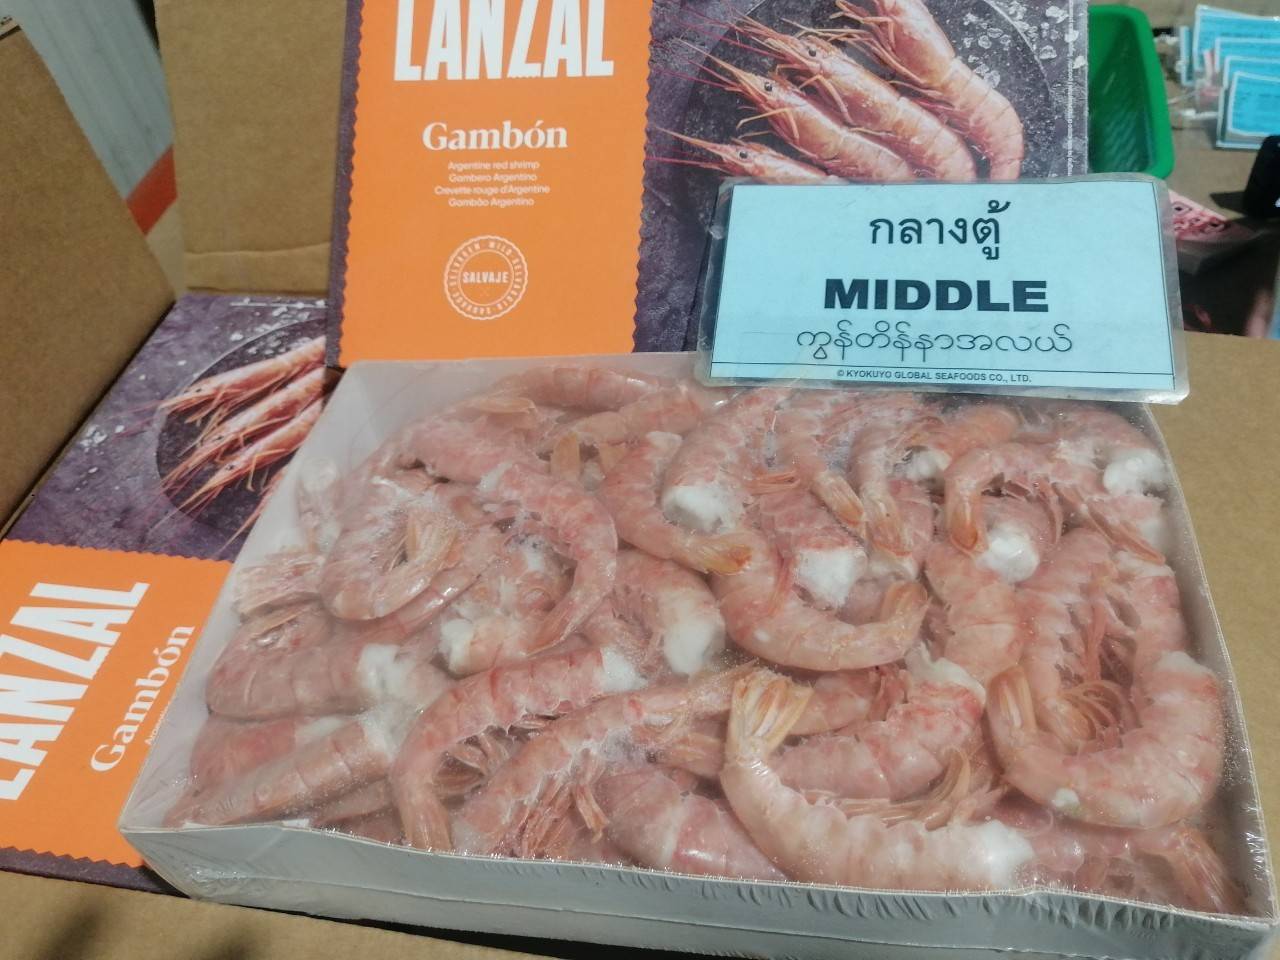 LANZAL
Gambón
Argentine red shrimp
Gambero Argentino
Crevette rouge d'Argentine
Gambão Argentino
SALVAJE
กลางตู้
MIDDLE
ကွန်တိန်နာအလယ်
© KYOKUYO GLOBAL SEAFOODS CO., LTD.
LANZAL
Gambón